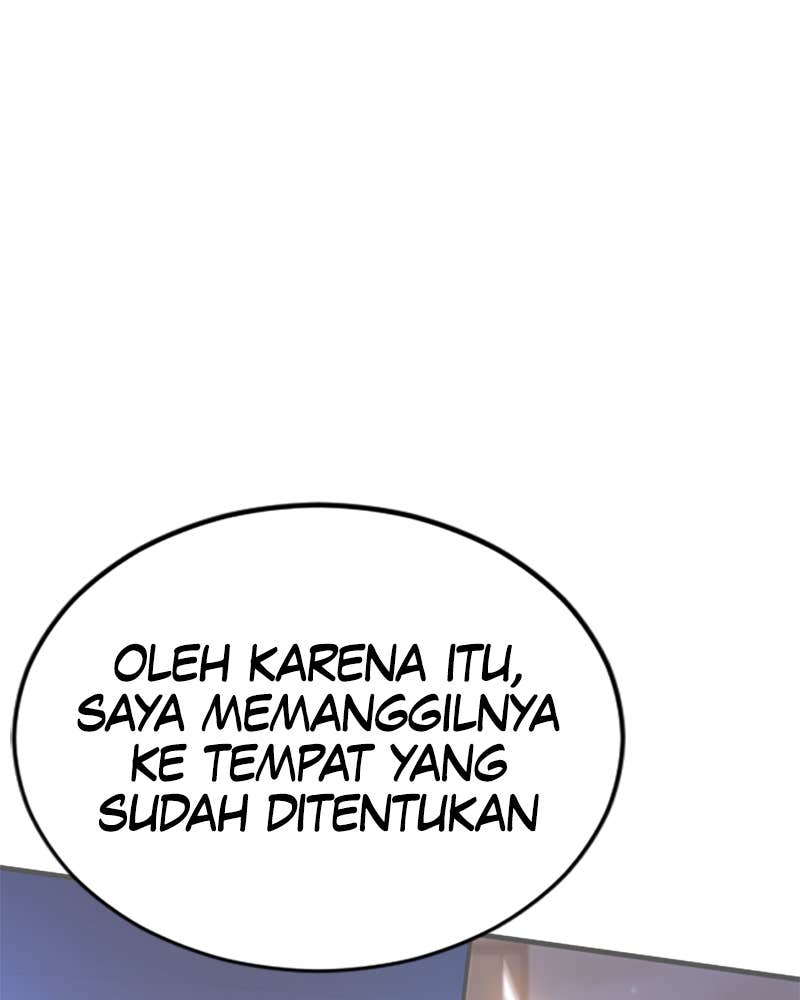 OLEH KARENA ITU,
SAYA MEMANGGILNYA
KE TEMPAT YANG
SUDAH DITENTUKAN